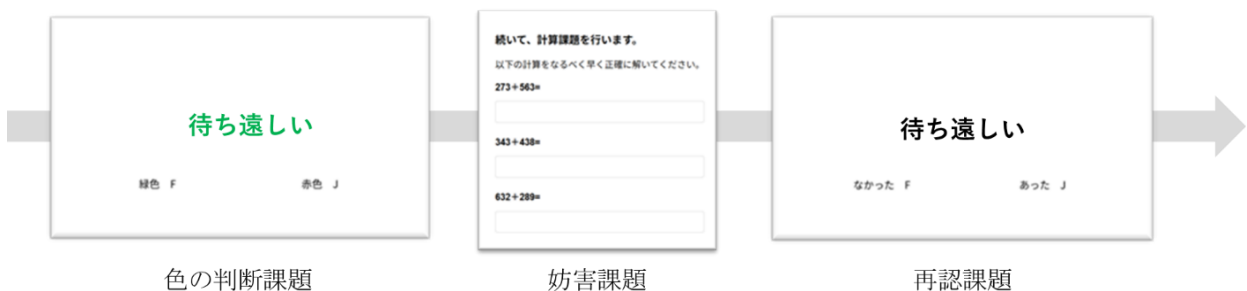 待ち遠しい
緑色 F
赤色 J
続いて、計算課題を行います。
以下の計算をなるべく早く正確に解いてください。
273+563=
343+438=
632+289=
待ち遠しい
なかった F
あった J
色の判断課題
妨害課題
再認課題